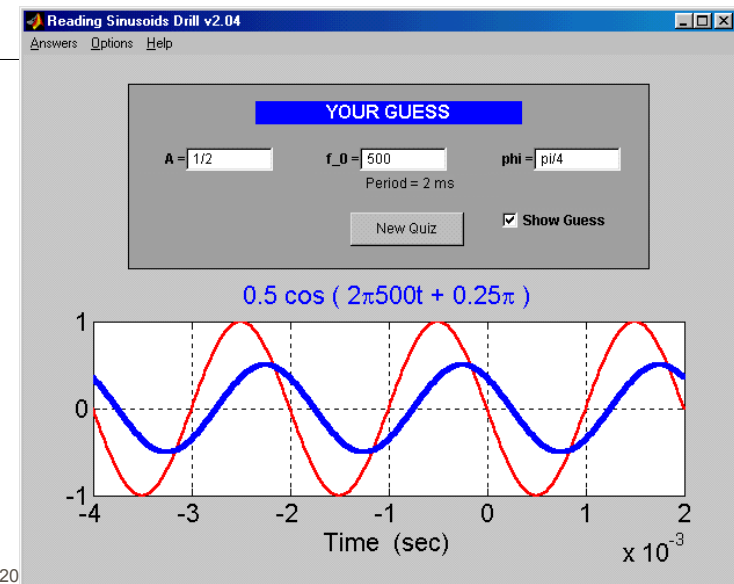 Reading Sinusoids Drill v2.04
Answers Options Help
YOUR GUESS
A = 1/2 f_0 = 500 phi = pi/4
Period = 2 ms
New Quiz Show Guess
0.5 cos ( 2π500t + 0.25π )
1
0
-1
-4 -3 -2 -1 0 1 2
Time (sec)
x 10^-3
20